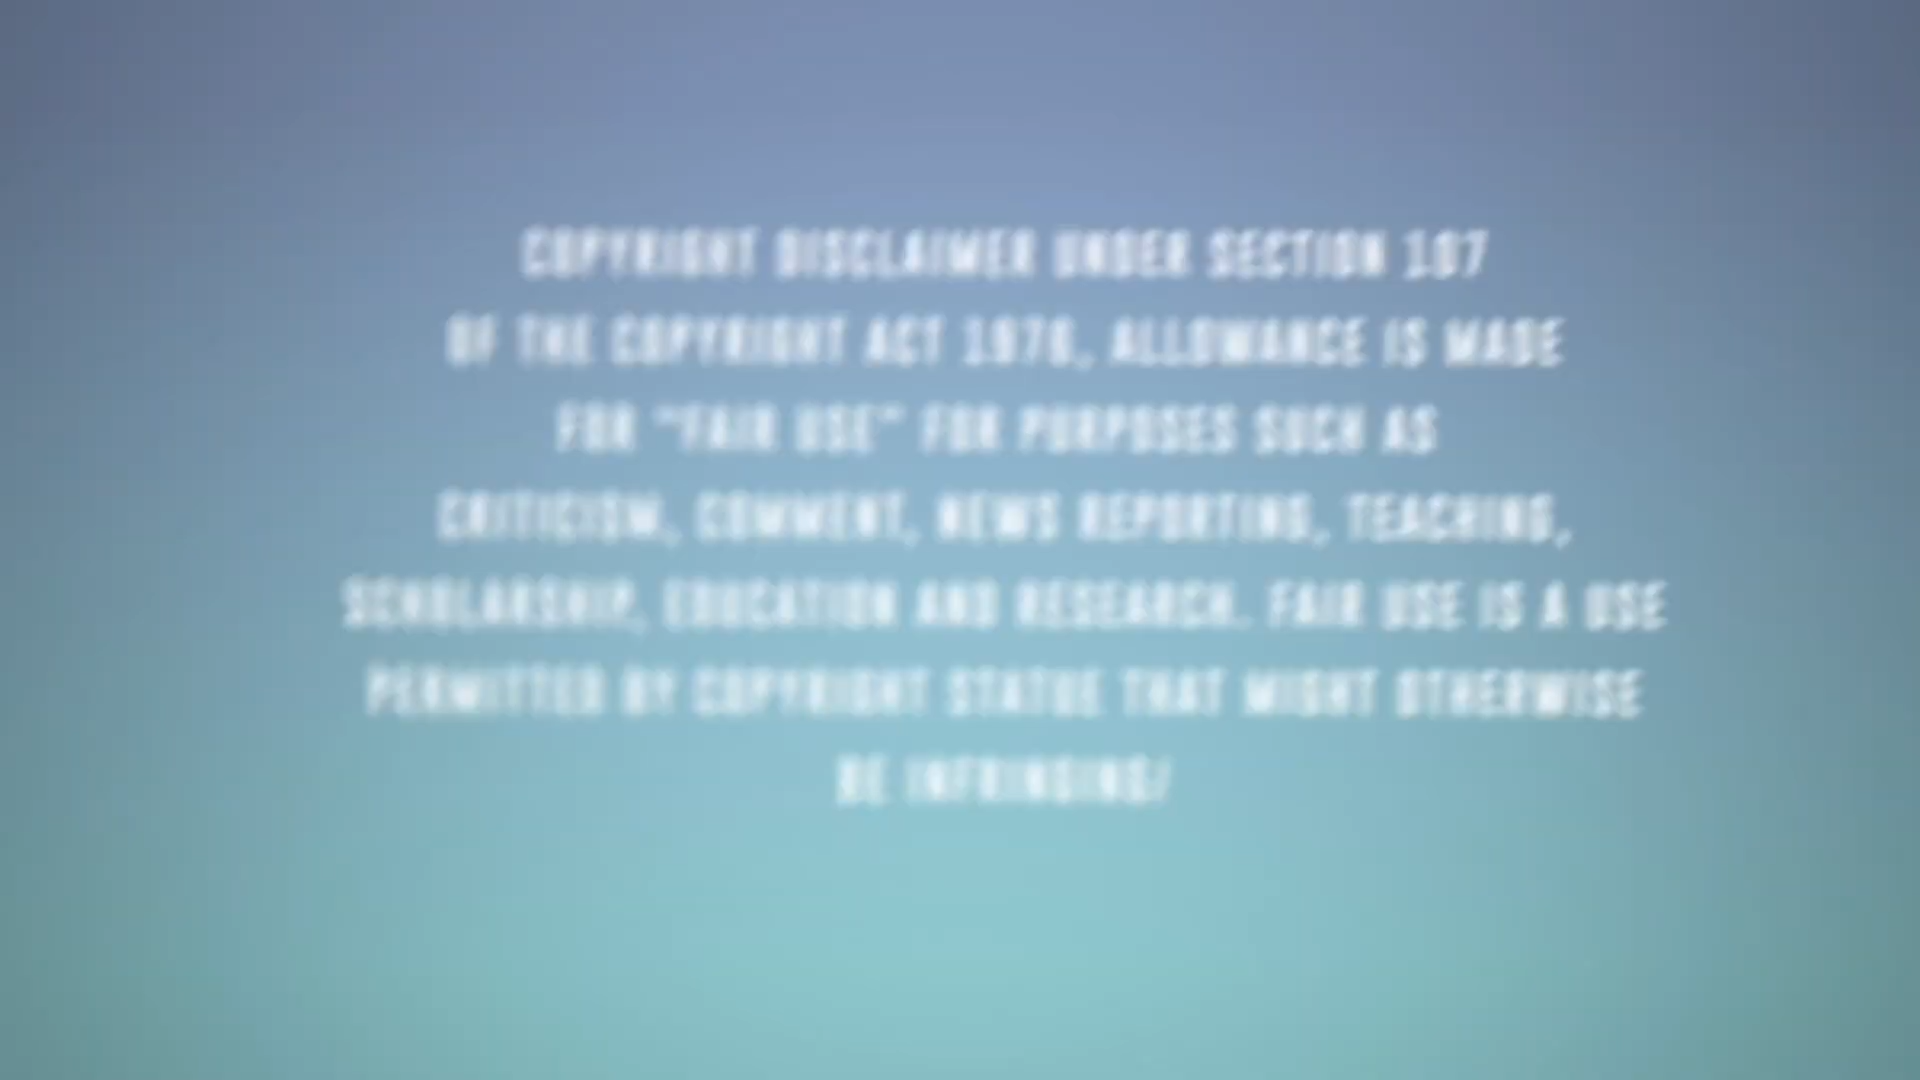 COPYRIGHT DISCLAIMER UNDER SECTION 107
OF THE COPYRIGHT ACT 1976, ALLOWANCE IS MADE
FOR "FAIR USE" FOR PURPOSES SUCH AS
CRITICISM, COMMENT, NEWS REPORTING, TEACHING,
SCHOLARSHIP, EDUCATION AND RESEARCH. FAIR USE IS A USE
PERMITTED BY COPYRIGHT STATUE THAT MIGHT OTHERWISE
BE INFRINGING/